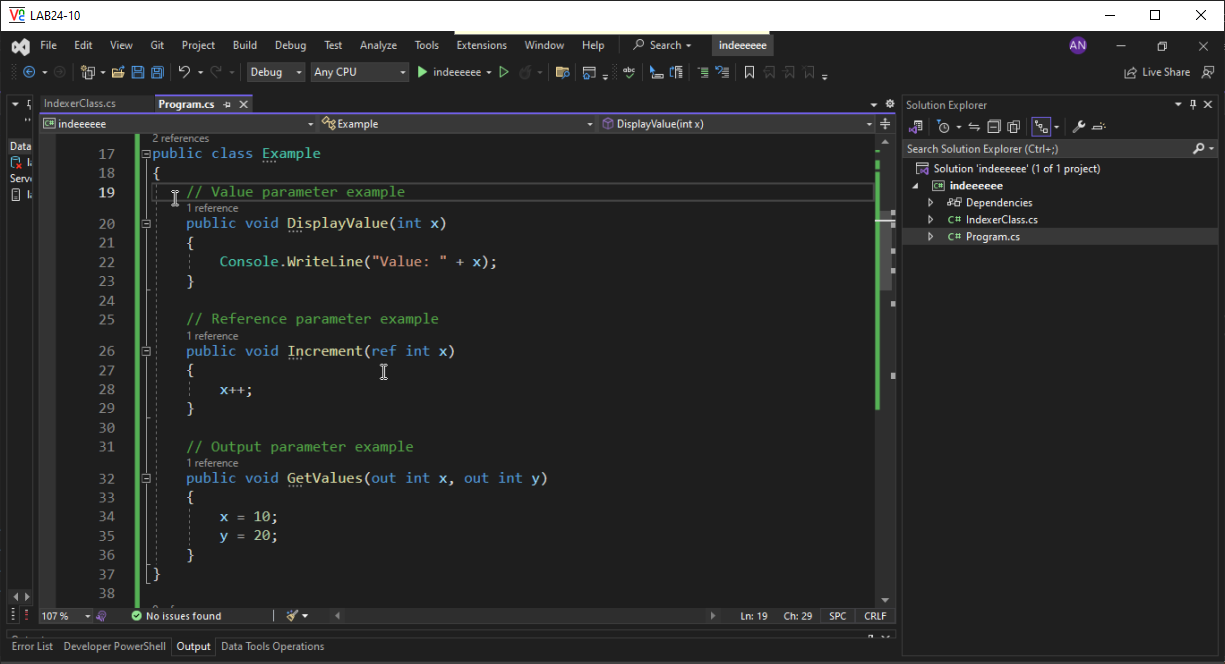 LAB24-10
File Edit View Git Project Build Debug Test Analyze Tools Extensions Window Help Search indeeeeee AN
Debug Any CPU indeeeeee Live Share
IndexerClass.cs Program.cs
indeeeeee Example DisplayValue(int x)
Data
Serv
2 references
17 public class Example
18 {
19 // Value parameter example
1 reference
20 public void DisplayValue(int x)
21 {
22 Console.WriteLine("Value: " + x);
23 }
24
25 // Reference parameter example
1 reference
26 public void Increment(ref int x)
27 {
28 x++;
29 }
30
31 // Output parameter example
1 reference
32 public void GetValues(out int x, out int y)
33 {
34 x = 10;
35 y = 20;
36 }
37 }
38
107 % No issues found Ln: 19 Ch: 29 SPC CRLF
Error List Developer PowerShell Output Data Tools Operations
Solution Explorer
Search Solution Explorer (Ctrl+;)
Solution 'indeeeeee' (1 of 1 project)
C# indeeeeee
Dependencies
C# IndexerClass.cs
C# Program.cs